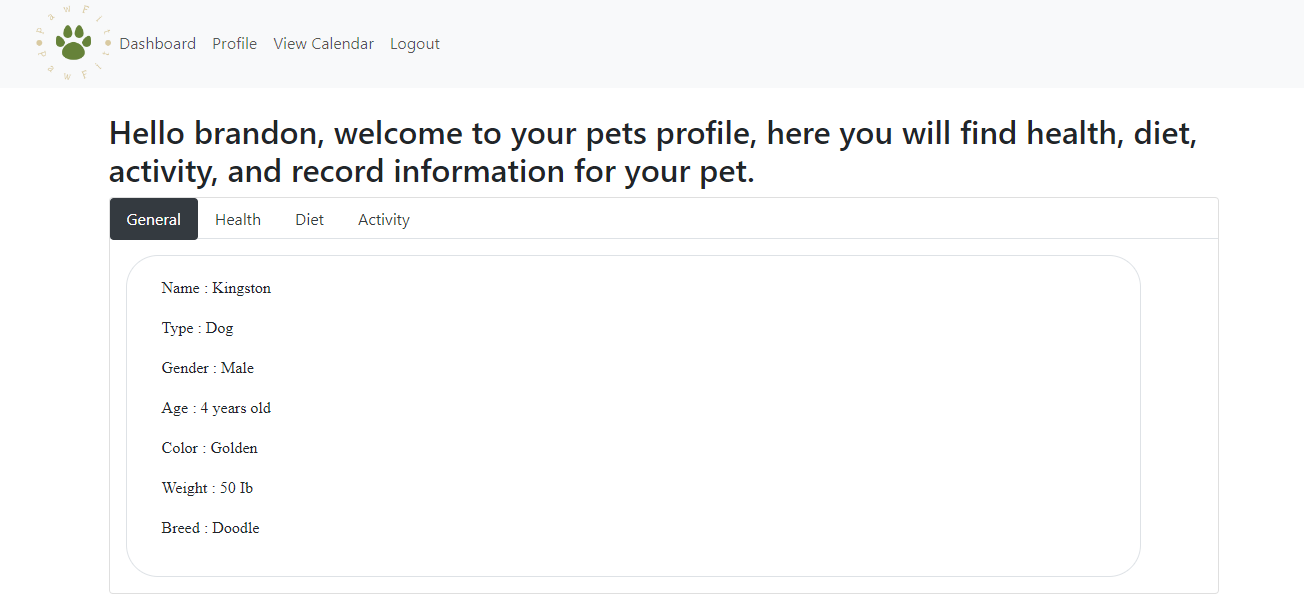 PawFit
PawFit
Dashboard Profile View Calendar Logout
Hello brandon, welcome to your pets profile, here you will find health, diet,
activity, and record information for your pet.
General Health Diet Activity
Name : Kingston
Type : Dog
Gender : Male
Age : 4 years old
Color : Golden
Weight : 50 Ib
Breed : Doodle